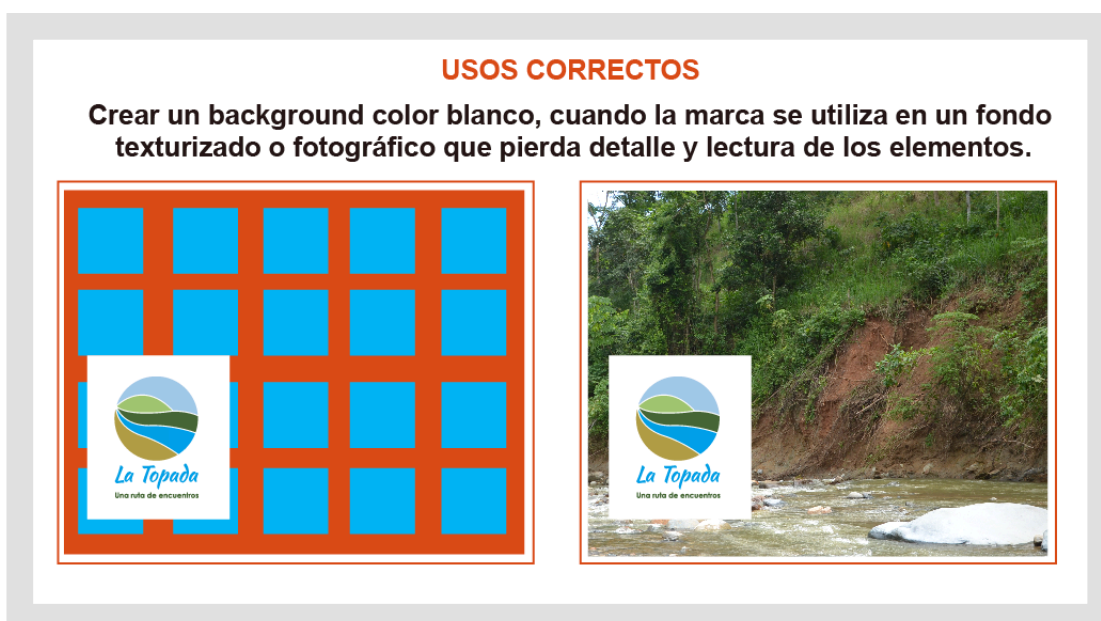 USOS CORRECTOS
Crear un background color blanco, cuando la marca se utiliza en un fondo
texturizado o fotográfico que pierda detalle y lectura de los elementos.
La Topada
Una ruta de encuentros
La Topada
Una ruta de encuentros